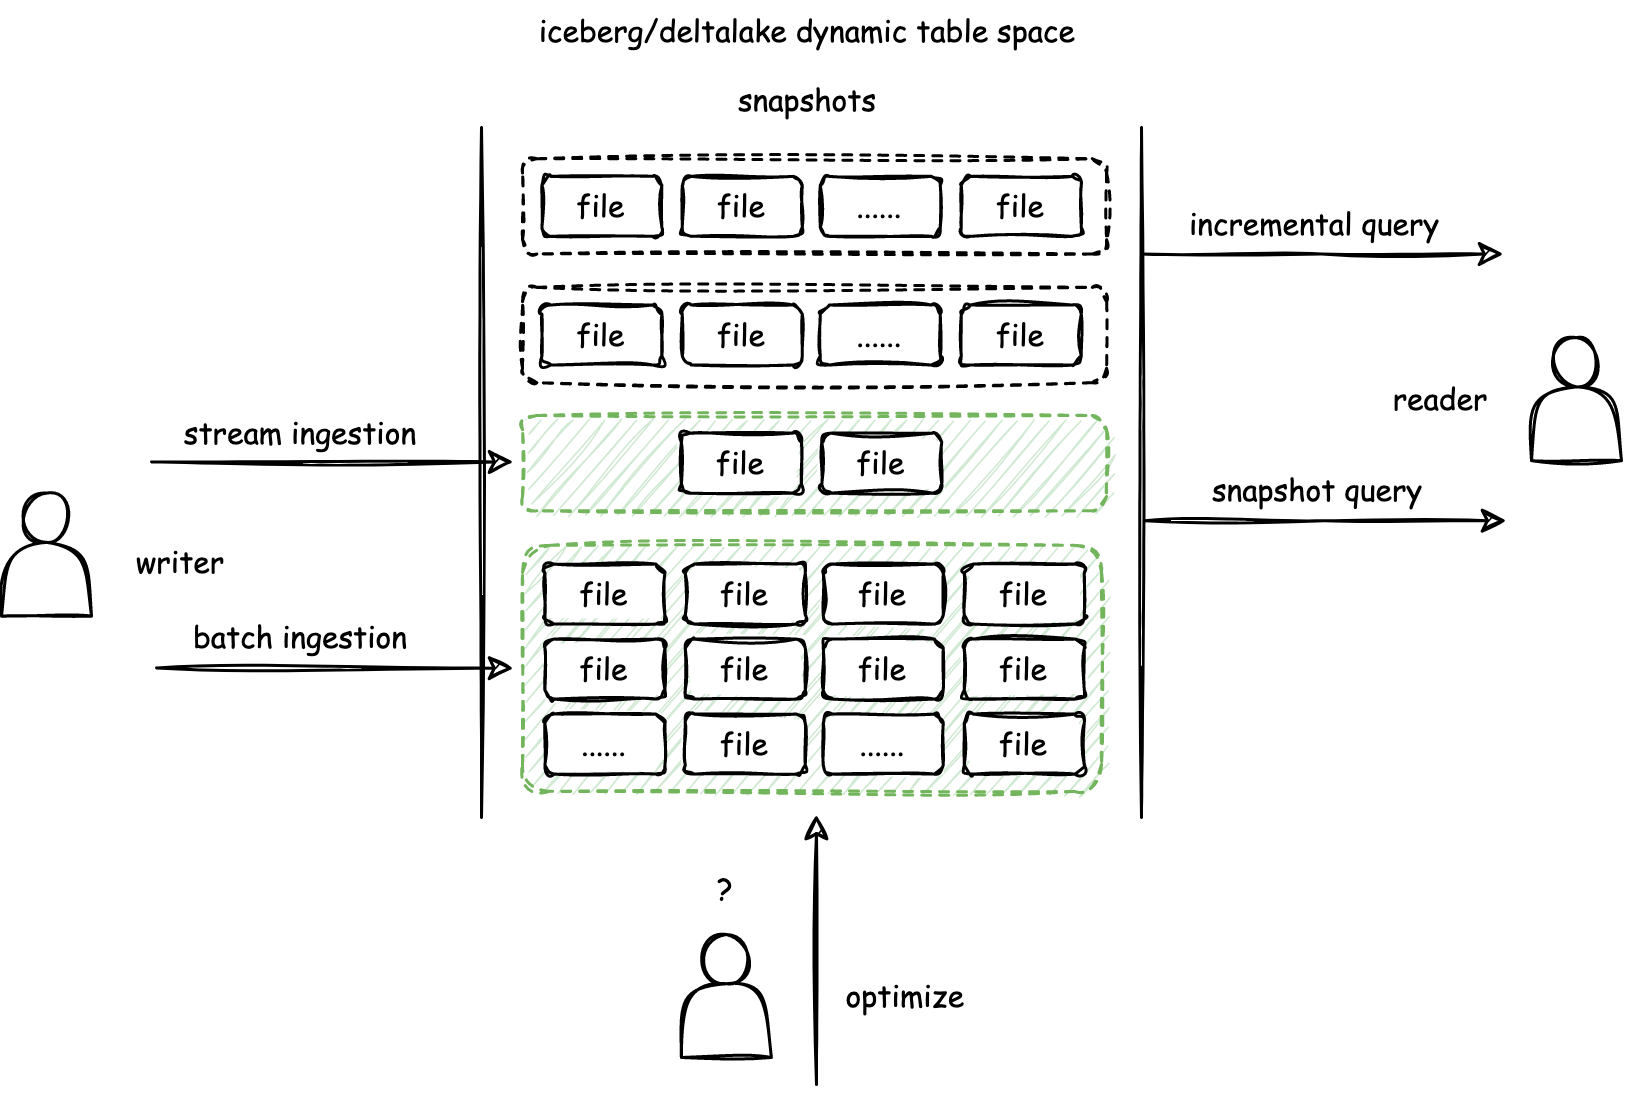 iceberg/deltalake dynamic table space
snapshots
file file ...... file
incremental query
file file ...... file
reader
stream ingestion
file file
snapshot query
writer
file file file file
batch ingestion
file file file file
...... file ...... file
?
optimize